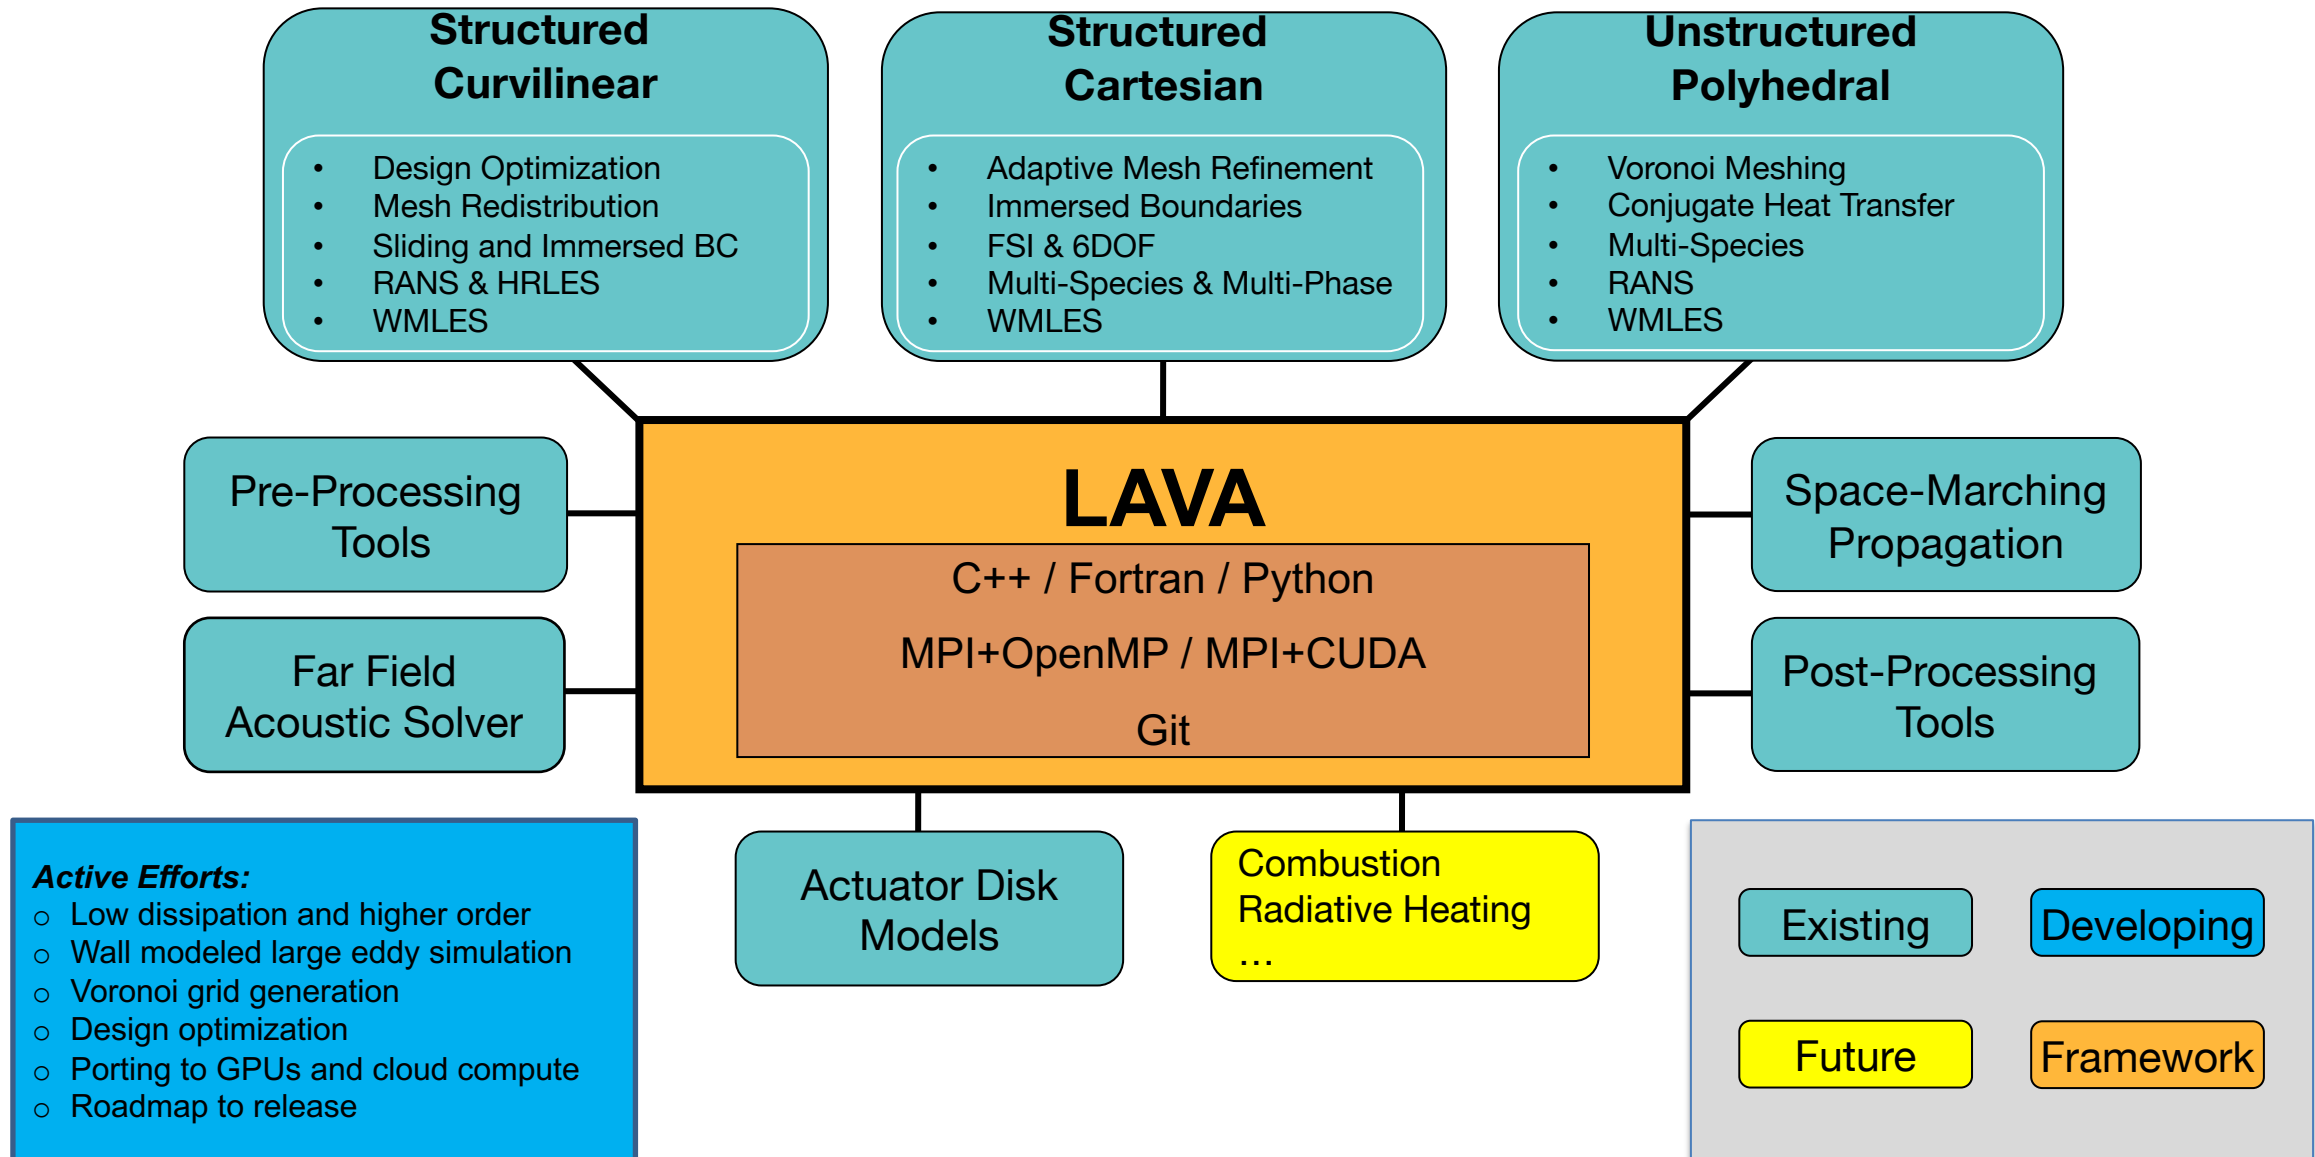 Structured
Curvilinear
• Design Optimization
• Mesh Redistribution
• Sliding and Immersed BC
• RANS & HRLES
• WMLES
Structured
Cartesian
• Adaptive Mesh Refinement
• Immersed Boundaries
• FSI & 6DOF
• Multi-Species & Multi-Phase
• WMLES
Unstructured
Polyhedral
• Voronoi Meshing
• Conjugate Heat Transfer
• Multi-Species
• RANS
• WMLES
Pre-Processing
Tools
Far Field
Acoustic Solver
LAVA
C++ / Fortran / Python
MPI+OpenMP / MPI+CUDA
Git
Space-Marching
Propagation
Post-Processing
Tools
Active Efforts:
○ Low dissipation and higher order
○ Wall modeled large eddy simulation
○ Voronoi grid generation
○ Design optimization
○ Porting to GPUs and cloud compute
○ Roadmap to release
Actuator Disk
Models
Combustion
Radiative Heating
…
Existing
Developing
Future
Framework